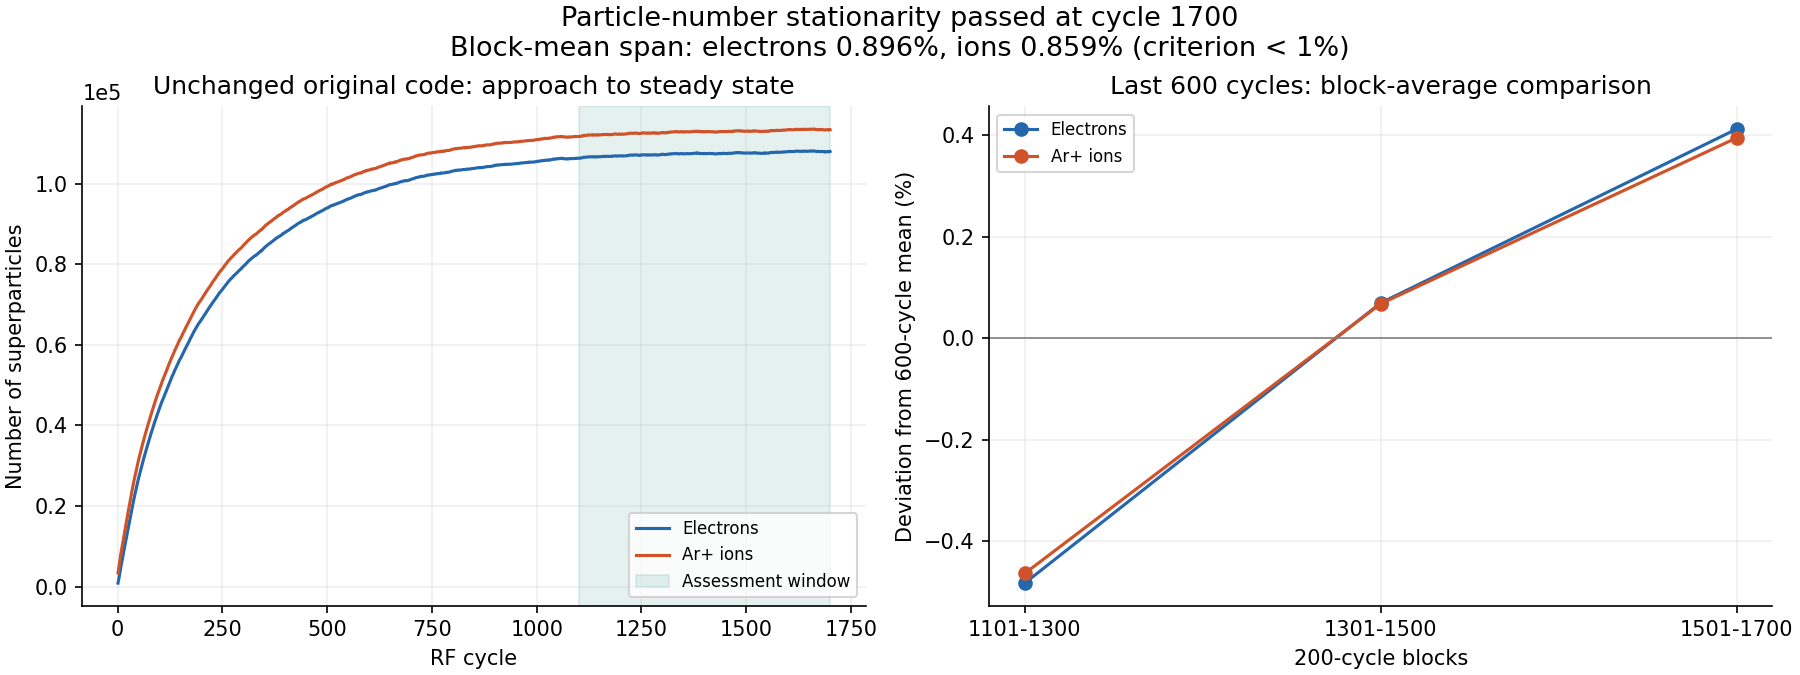 Particle-number stationarity passed at cycle 1700
Block-mean span: electrons 0.896%, ions 0.859% (criterion < 1%)
Unchanged original code: approach to steady state
1e5
Number of superparticles
1.0
0.8
0.6
0.4
0.2
0.0
Electrons
Ar+ ions
Assessment window
0
250
500
750
1000
1250
1500
1750
RF cycle
Last 600 cycles: block-average comparison
Electrons
Ar+ ions
Deviation from 600-cycle mean (%)
0.4
0.2
0.0
−0.2
−0.4
1101-1300
1301-1500
1501-1700
200-cycle blocks